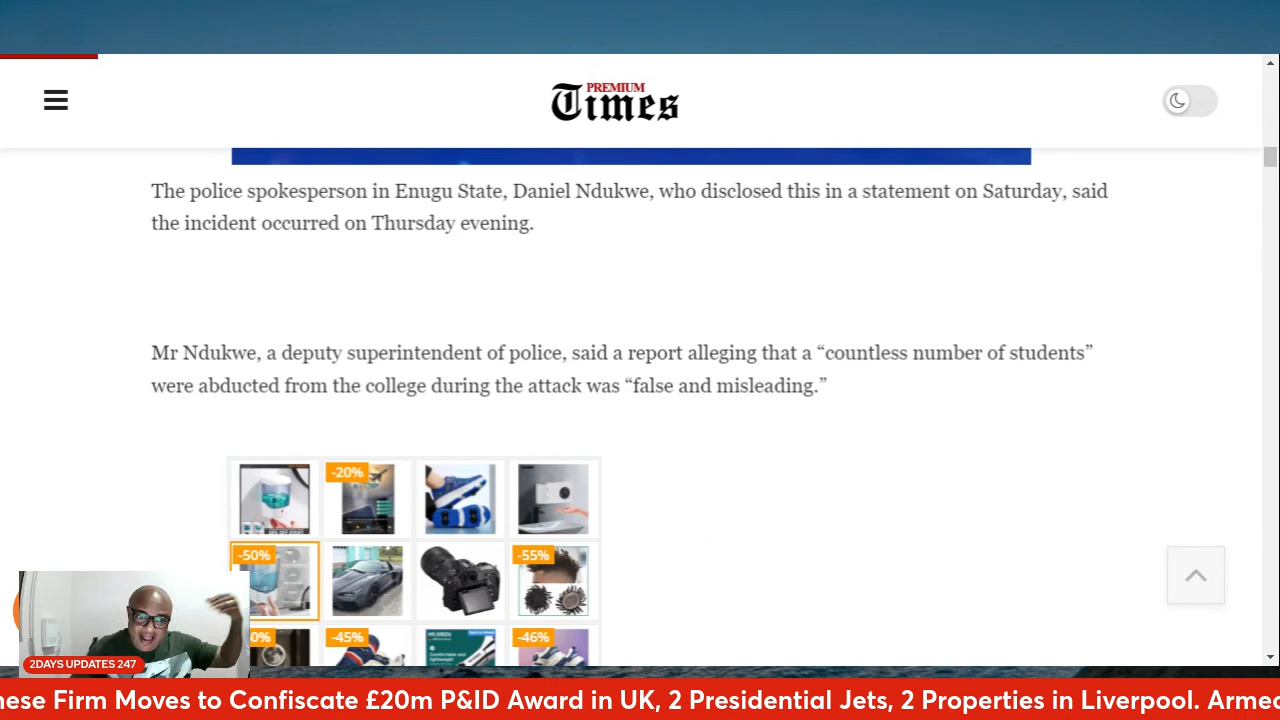 PREMIUM
Times
The police spokesperson in Enugu State, Daniel Ndukwe, who disclosed this in a statement on Saturday, said
the incident occurred on Thursday evening.
Mr Ndukwe, a deputy superintendent of police, said a report alleging that a “countless number of students”
were abducted from the college during the attack was “false and misleading.”
-20%
-50%
-55%
-45%
-46%
2DAYS UPDATES 247
nese Firm Moves to Confiscate £20m P&ID Award in UK, 2 Presidential Jets, 2 Properties in Liverpool. Armed